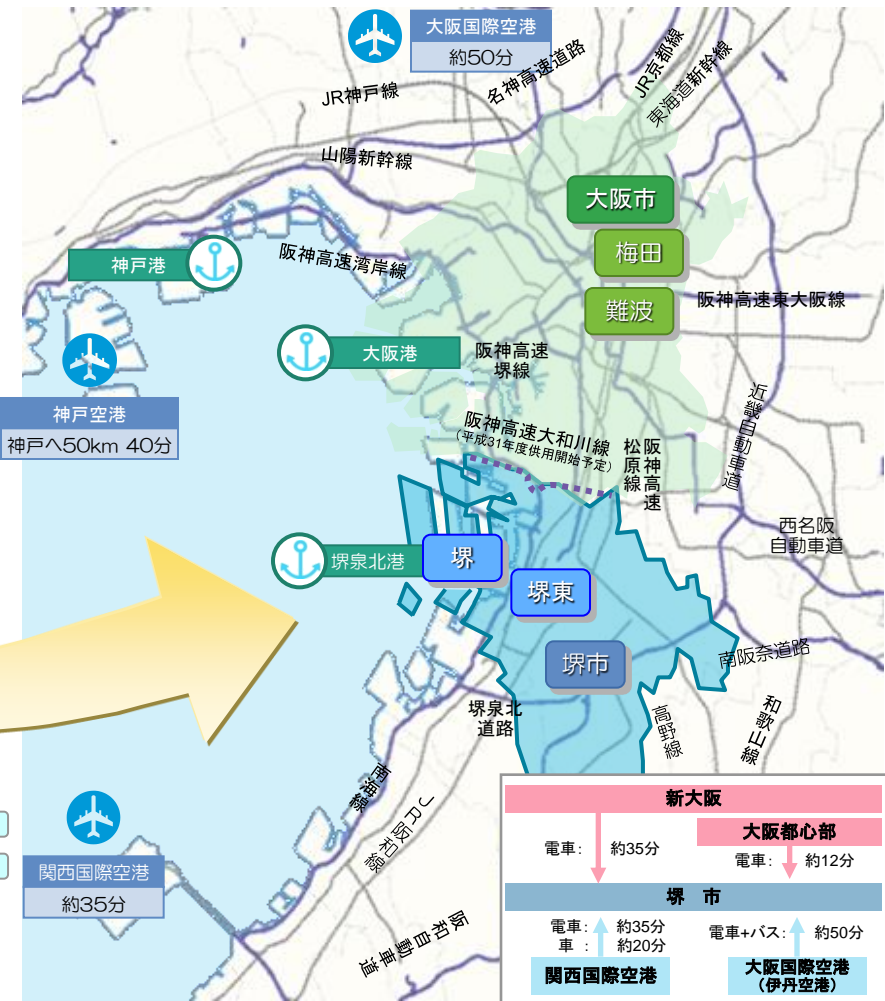 大阪国際空港
約50分
JR神戸線
名神高速道路
JR京都線
東海道新幹線
山陽新幹線
大阪市
梅田
難波
神戸港
阪神高速湾岸線
阪神高速東大阪線
大阪港
阪神高速
堺線
神戸空港
神戸へ50km 40分
阪神高速大和川線
(平成31年度供用開始予定)
阪神高速
松原線
近畿自動車道
西名阪
自動車道
堺泉北港
堺
堺東
堺市
南阪奈道路
堺泉北
道路
高野線
和歌山線
南海線
JR阪和線
阪和自動車道
関西国際空港
約35分
新大阪
大阪都心部
電車: 約35分
電車: 約12分
堺 市
電車: 約35分
車 : 約20分
電車+バス: 約50分
関西国際空港
大阪国際空港
(伊丹空港)